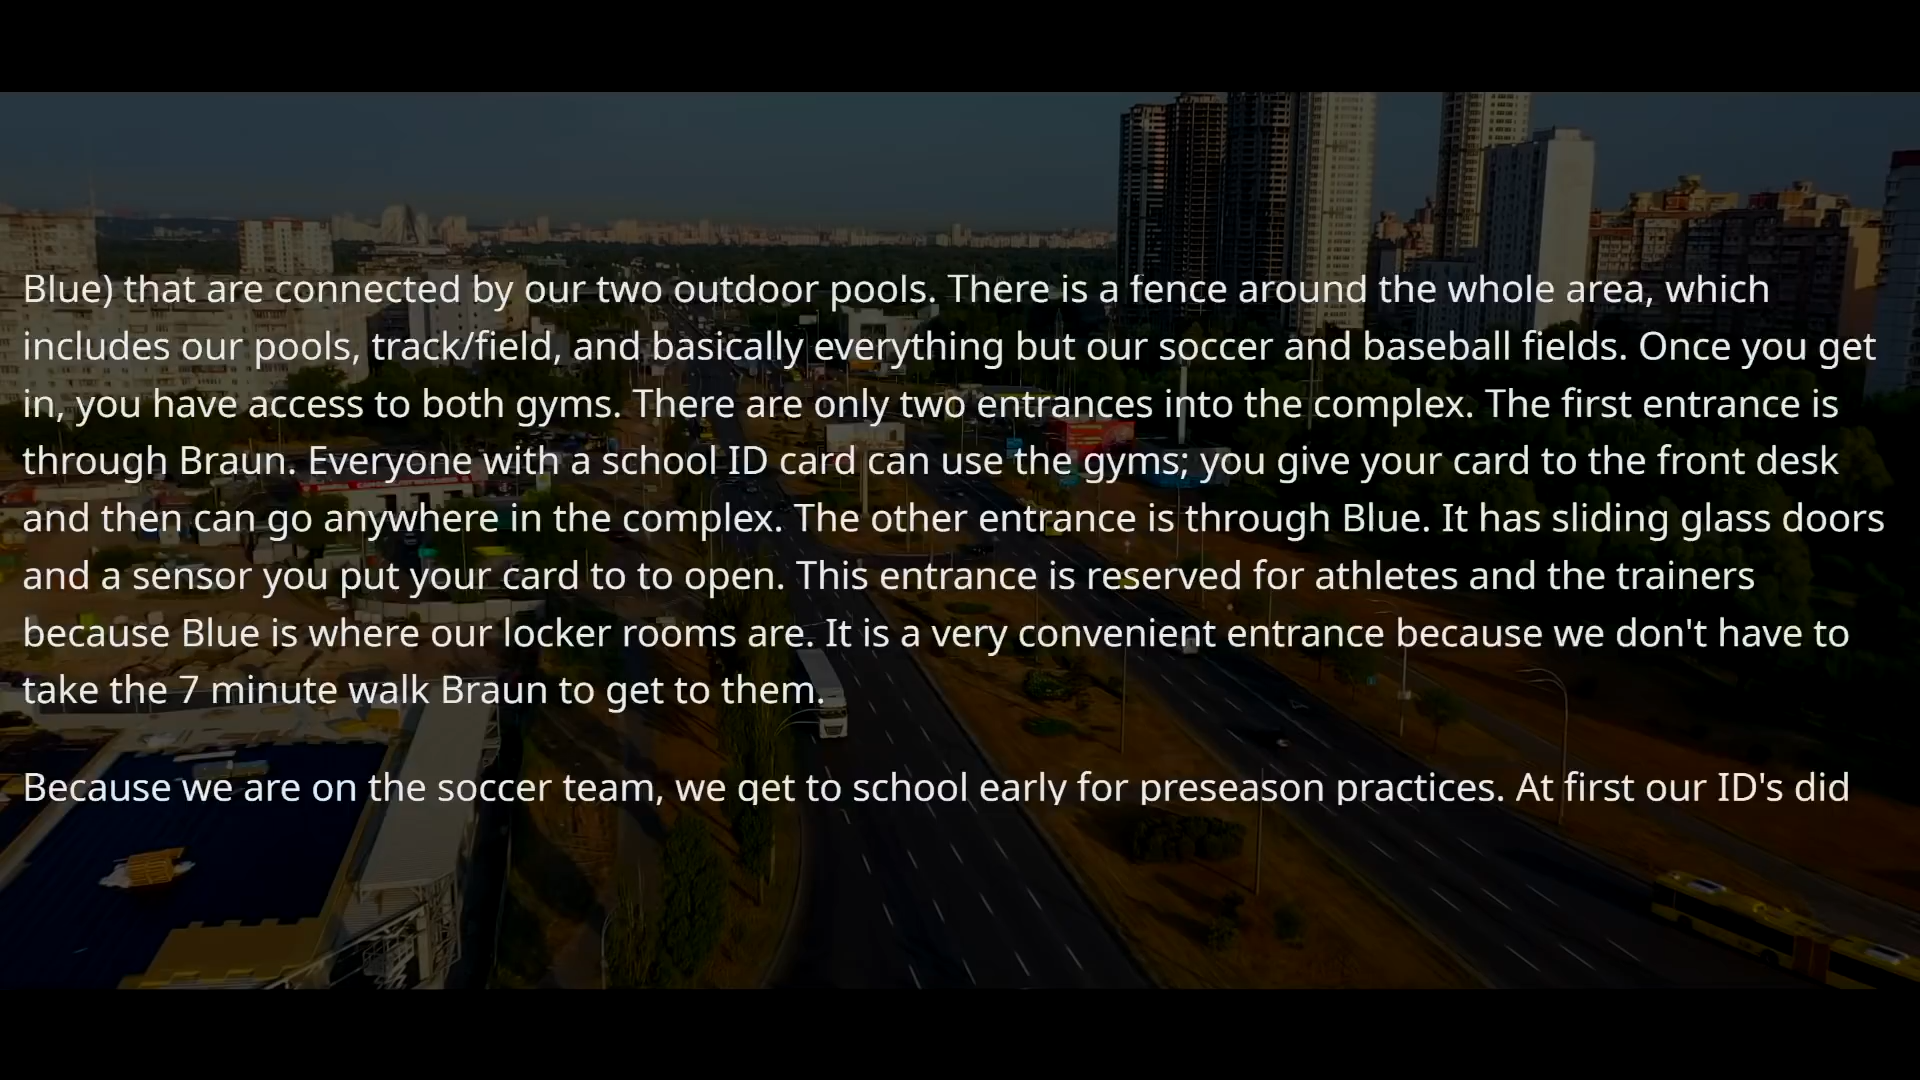 Blue) that are connected by our two outdoor pools. There is a fence around the whole area, which
includes our pools, track/field, and basically everything but our soccer and baseball fields. Once you get
in, you have access to both gyms. There are only two entrances into the complex. The first entrance is
through Braun. Everyone with a school ID card can use the gyms; you give your card to the front desk
and then can go anywhere in the complex. The other entrance is through Blue. It has sliding glass doors
and a sensor you put your card to to open. This entrance is reserved for athletes and the trainers
because Blue is where our locker rooms are. It is a very convenient entrance because we don't have to
take the 7 minute walk Braun to get to them.
Because we are on the soccer team, we get to school early for preseason practices. At first our ID's did